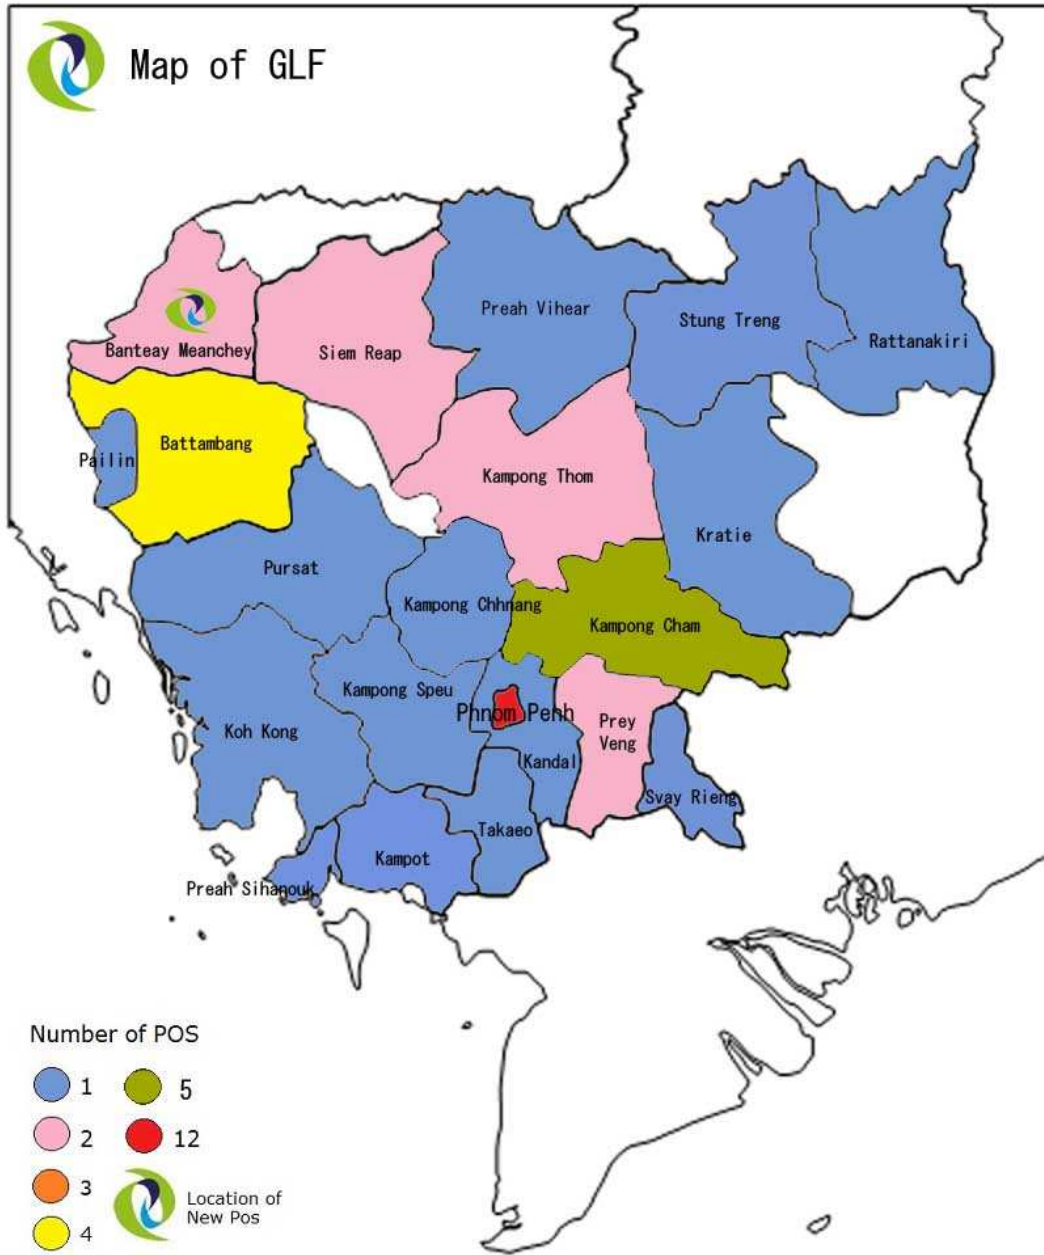 Map of GLF
Preah Vihear
Stung Treng
Rattanakiri
Banteay Meanchey
Siem Reap
Battambang
Pailin
Kampong Thom
Kratie
Pursat
Kampong Chhnang
Kampong Cham
Kampong Speu
Phnom Penh
Koh Kong
Prey
Veng
Kandal
Svay Rieng
Takaeo
Kampot
Preah Sihanouk
Number of POS
1
5
2
12
3
4
Location of
New Pos